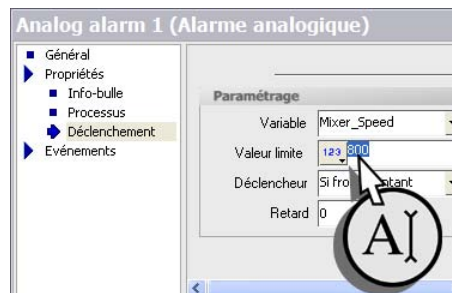 Analog alarm 1 (Alarme analogique)
Général
Propriétés
Info-bulle
Processus
Déclenchement
Evénements
Paramétrage
Variable Mixer_Speed
Valeur limite 123 800
Déclencheur Si fro ntant
Retard 0
A